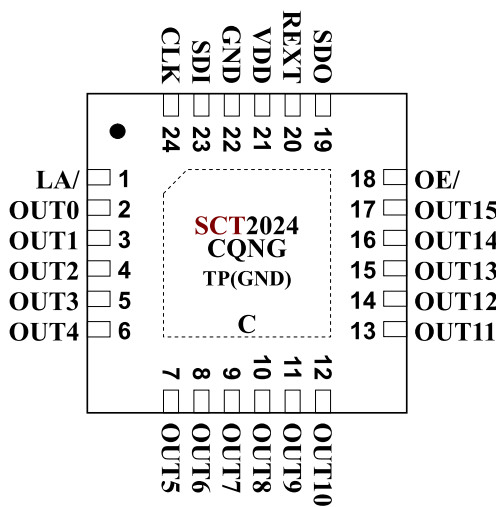 CLK SDI GND VDD REXT SDO
24 23 22 21 20 19
LA/ 1 18 OE/
OUT0 2 17 OUT15
OUT1 3 16 OUT14
OUT2 4 15 OUT13
OUT3 5 14 OUT12
OUT4 6 13 OUT11
SCT2024
CQNG
TP(GND)
C
7 8 9 10 11 12
OUT5 OUT6 OUT7 OUT8 OUT9 OUT10